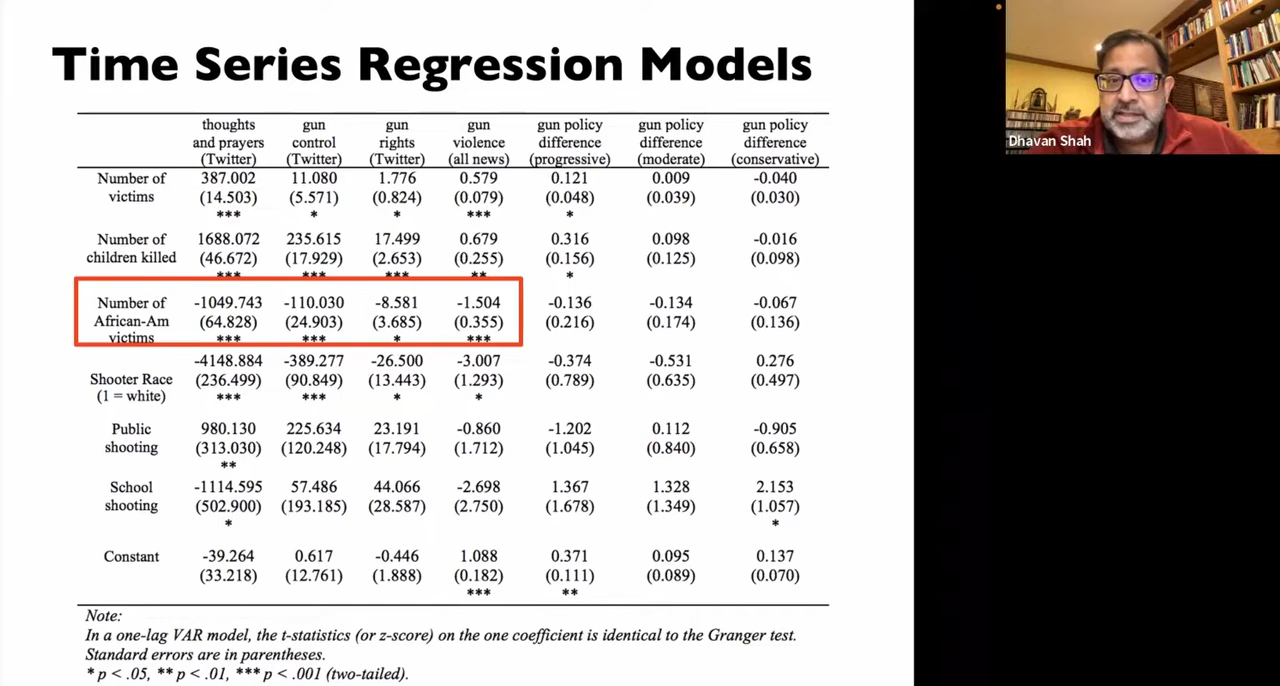 Time Series Regression Models
thoughts and prayers (Twitter) gun control (Twitter) gun rights (Twitter) gun violence (all news) gun policy difference (progressive) gun policy difference (moderate) gun policy difference (conservative)
Number of victims 387.002 11.080 1.776 0.579 0.121 0.009 -0.040
(14.503) (5.571) (0.824) (0.079) (0.048) (0.039) (0.030)
*** * * *** *
Number of children killed 1688.072 235.615 17.499 0.679 0.316 0.098 -0.016
(46.672) (17.929) (2.653) (0.255) (0.156) (0.125) (0.098)
*** *** *** ** *
Number of African-Am victims -1049.743 -110.030 -8.581 -1.504 -0.136 -0.134 -0.067
(64.828) (24.903) (3.685) (0.355) (0.216) (0.174) (0.136)
*** *** * ***
Shooter Race (1 = white) -4148.884 -389.277 -26.500 -3.007 -0.374 -0.531 0.276
(236.499) (90.849) (13.443) (1.293) (0.789) (0.635) (0.497)
*** *** * *
Public shooting 980.130 225.634 23.191 -0.860 -1.202 0.112 -0.905
(313.030) (120.248) (17.794) (1.712) (1.045) (0.840) (0.658)
**
School shooting -1114.595 57.486 44.066 -2.698 1.367 1.328 2.153
(502.900) (193.185) (28.587) (2.750) (1.678) (1.349) (1.057)
* *
Constant -39.264 0.617 -0.446 1.088 0.371 0.095 0.137
(33.218) (12.761) (1.888) (0.182) (0.111) (0.089) (0.070)
*** **
Note:
In a one-lag VAR model, the t-statistics (or z-score) on the one coefficient is identical to the Granger test.
Standard errors are in parentheses.
* p < .05, ** p < .01, *** p < .001 (two-tailed).
Dhavan Shah